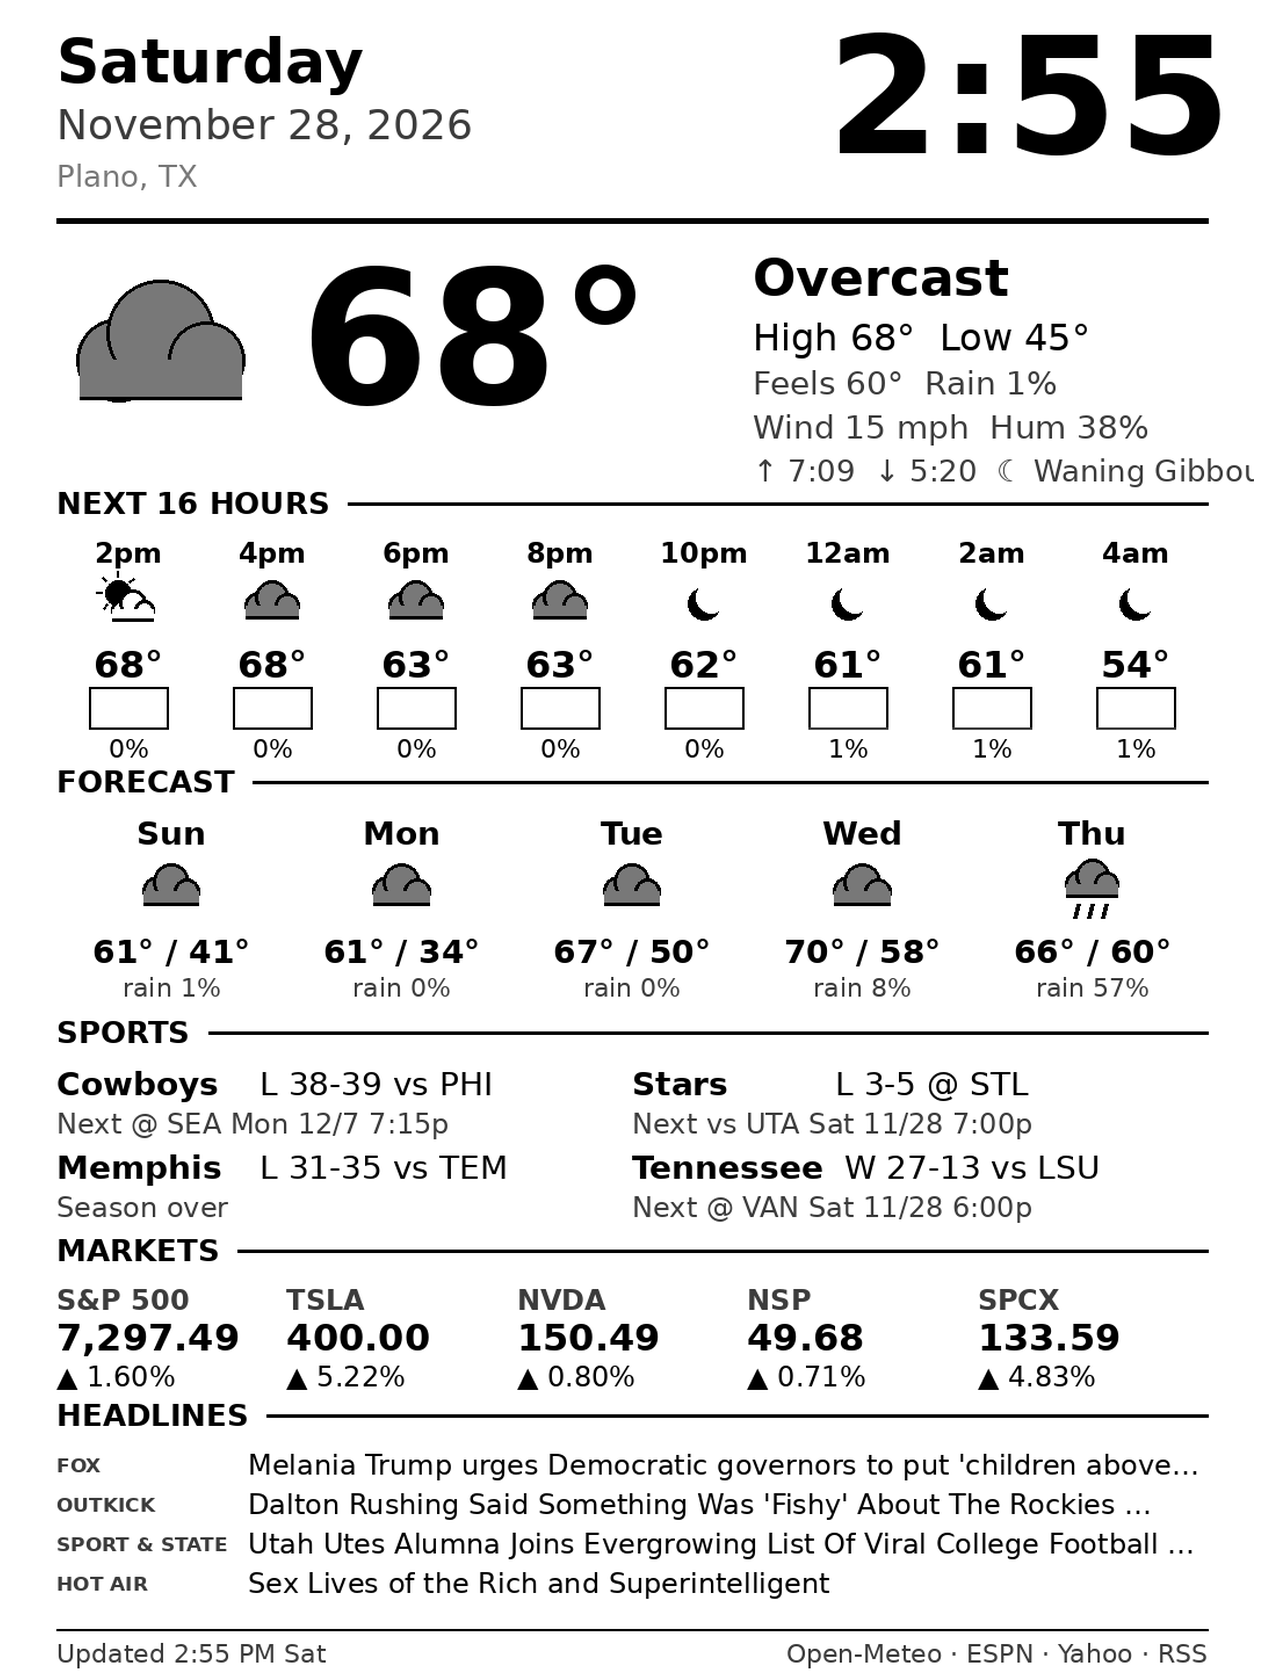 Saturday
2:55
November 28, 2026
Plano, TX
68°
Overcast
High 68° Low 45°
Feels 60° Rain 1%
Wind 15 mph Hum 38%
↑ 7:09 ↓ 5:20 ☾ Waning Gibbou
NEXT 16 HOURS
2pm 4pm 6pm 8pm 10pm 12am 2am 4am
68° 68° 63° 63° 62° 61° 61° 54°
0% 0% 0% 0% 0% 1% 1% 1%
FORECAST
Sun Mon Tue Wed Thu
61° / 41° 61° / 34° 67° / 50° 70° / 58° 66° / 60°
rain 1% rain 0% rain 0% rain 8% rain 57%
SPORTS
Cowboys L 38-39 vs PHI Stars L 3-5 @ STL
Next @ SEA Mon 12/7 7:15p Next vs UTA Sat 11/28 7:00p
Memphis L 31-35 vs TEM Tennessee W 27-13 vs LSU
Season over Next @ VAN Sat 11/28 6:00p
MARKETS
S&P 500 TSLA NVDA NSP SPCX
7,297.49 400.00 150.49 49.68 133.59
▲ 1.60% ▲ 5.22% ▲ 0.80% ▲ 0.71% ▲ 4.83%
HEADLINES
FOX Melania Trump urges Democratic governors to put 'children above...
OUTKICK Dalton Rushing Said Something Was 'Fishy' About The Rockies ...
SPORT & STATE Utah Utes Alumna Joins Evergrowing List Of Viral College Football ...
HOT AIR Sex Lives of the Rich and Superintelligent
Updated 2:55 PM Sat Open-Meteo · ESPN · Yahoo · RSS